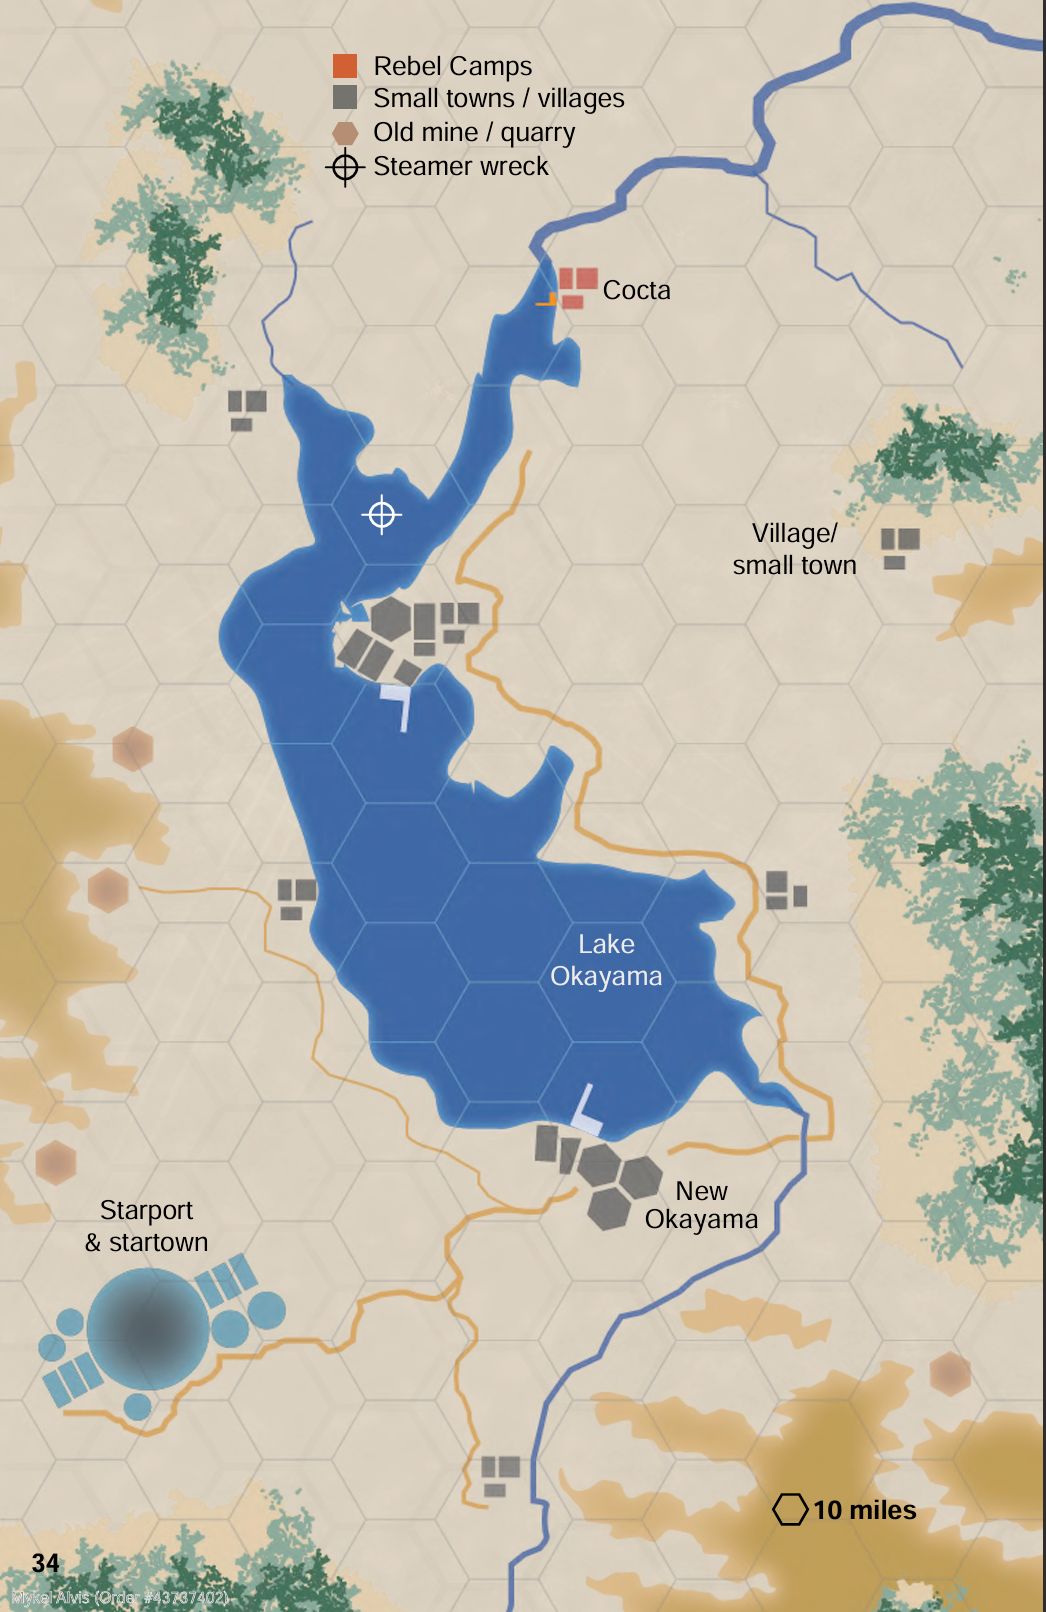 Rebel Camps
Small towns / villages
Old mine / quarry
Steamer wreck
Cocta
Village/
small town
Lake
Okayama
New
Okayama
Starport
& startown
10 miles
34
Mykel Alvis (Order #43737402)